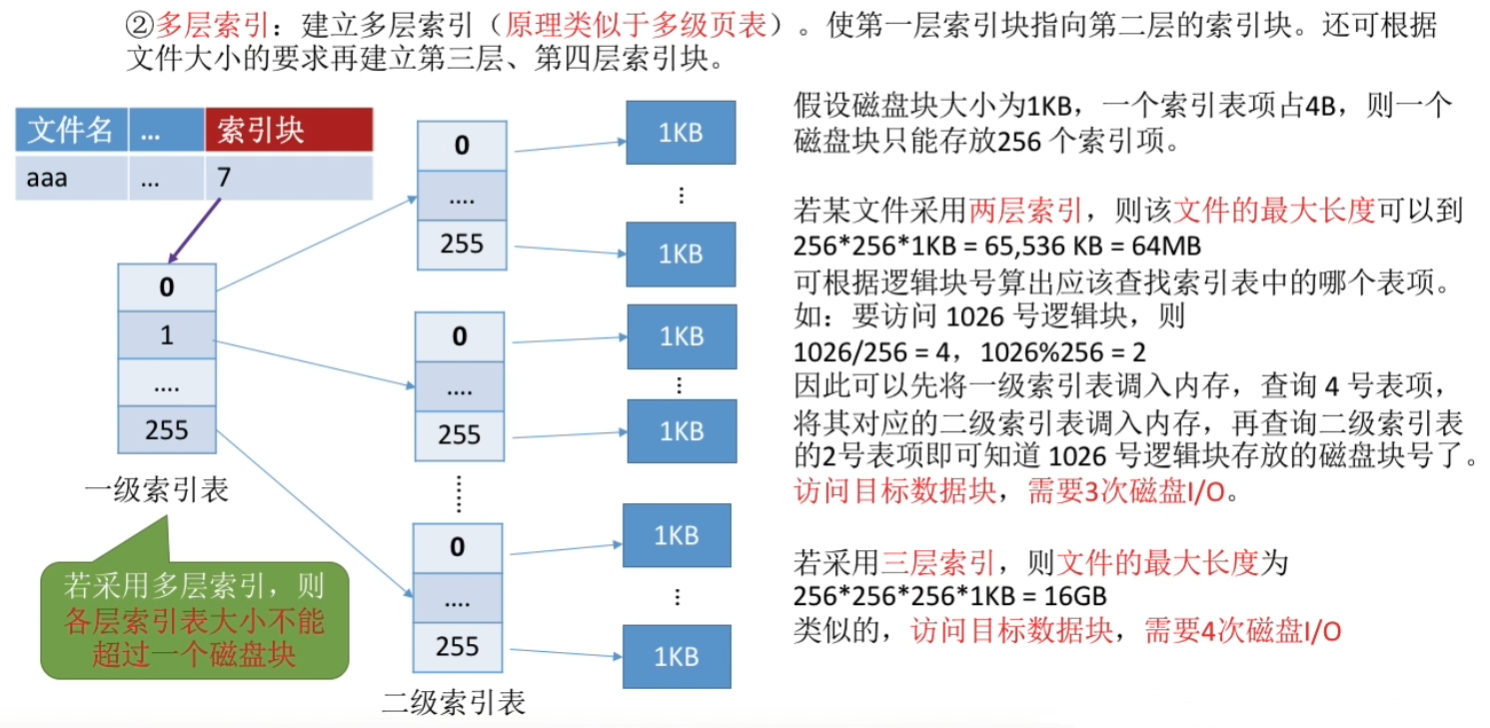 ②多层索引：建立多层索引（原理类似于多级页表）。使第一层索引块指向第二层的索引块。还可根据
文件大小的要求再建立第三层、第四层索引块。
文件名 ... 索引块
aaa ... 7
0
1
....
255
一级索引表
若采用多层索引，则
各层索引表大小不能
超过一个磁盘块
0
....
255
0
....
255
......
0
....
255
二级索引表
1KB
...
1KB
1KB
...
1KB
1KB
...
1KB
假设磁盘块大小为1KB，一个索引表项占4B，则一个
磁盘块只能存放256 个索引项。
若某文件采用两层索引，则该文件的最大长度可以到
256*256*1KB = 65,536 KB = 64MB
可根据逻辑块号算出应该查找索引表中的哪个表项。
如：要访问 1026 号逻辑块，则
1026/256 = 4，1026%256 = 2
因此可以先将一级索引表调入内存，查询 4 号表项，
将其对应的二级索引表调入内存，再查询二级索引表
的2号表项即可知道 1026 号逻辑块存放的磁盘块号了。
访问目标数据块，需要3次磁盘I/O。
若采用三层索引，则文件的最大长度为
256*256*256*1KB = 16GB
类似的，访问目标数据块，需要4次磁盘I/O